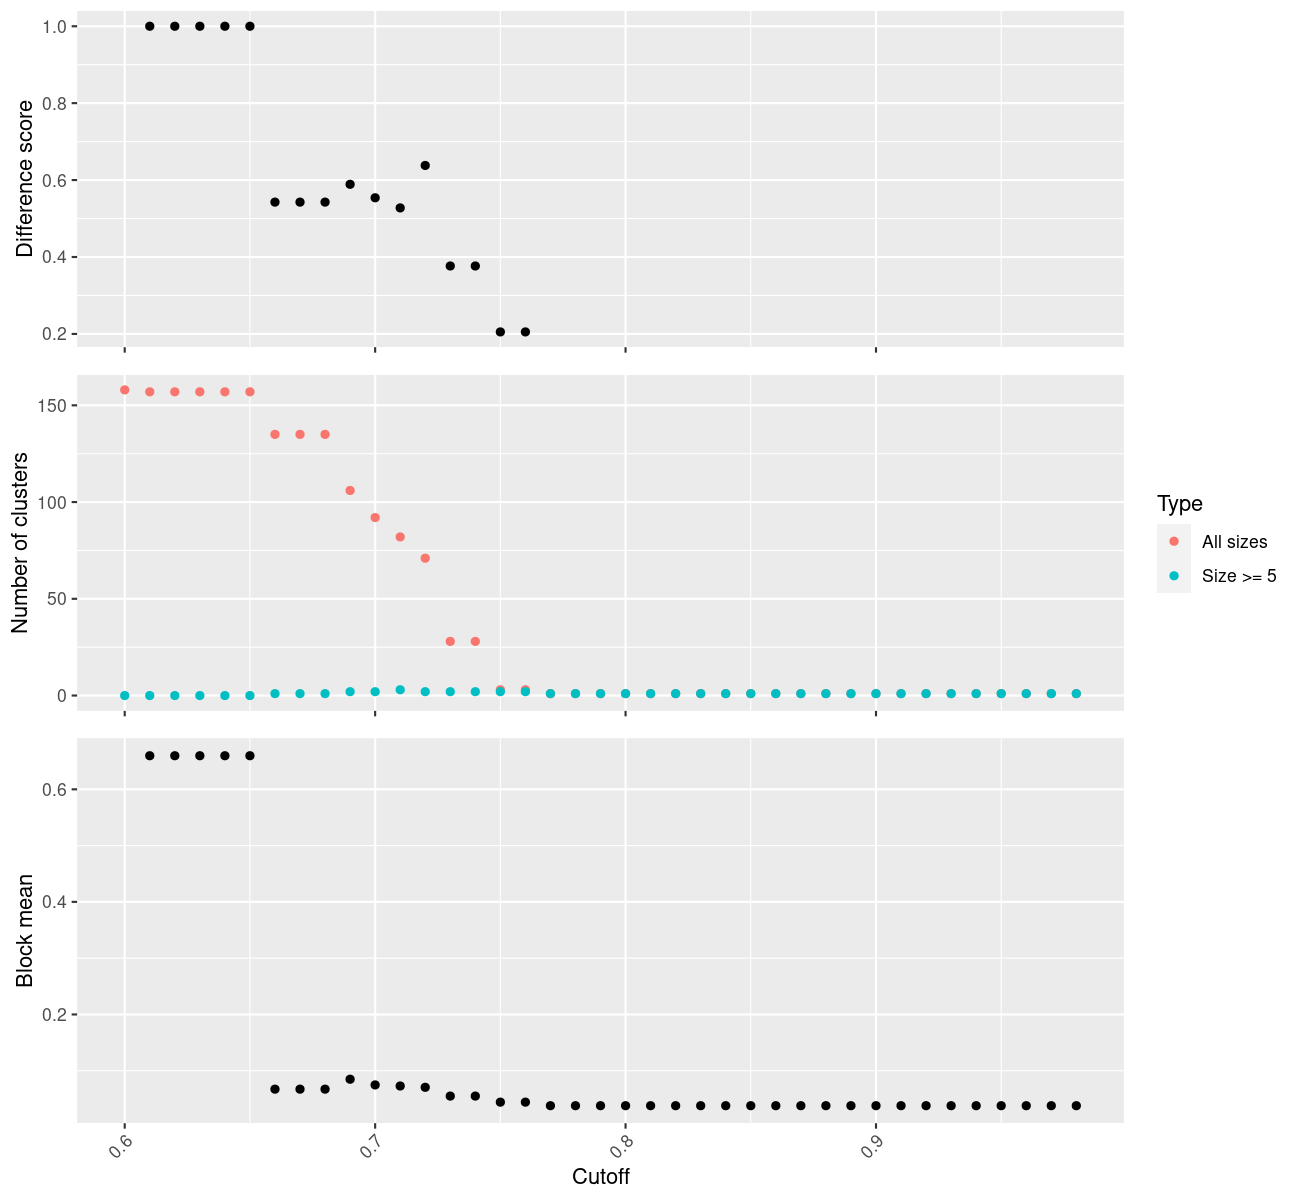 Difference score
1.0
0.8
0.6
0.4
0.2
Number of clusters
150
100
50
0
Type
All sizes
Size >= 5
Block mean
0.6
0.4
0.2
0.6
0.7
0.8
0.9
Cutoff